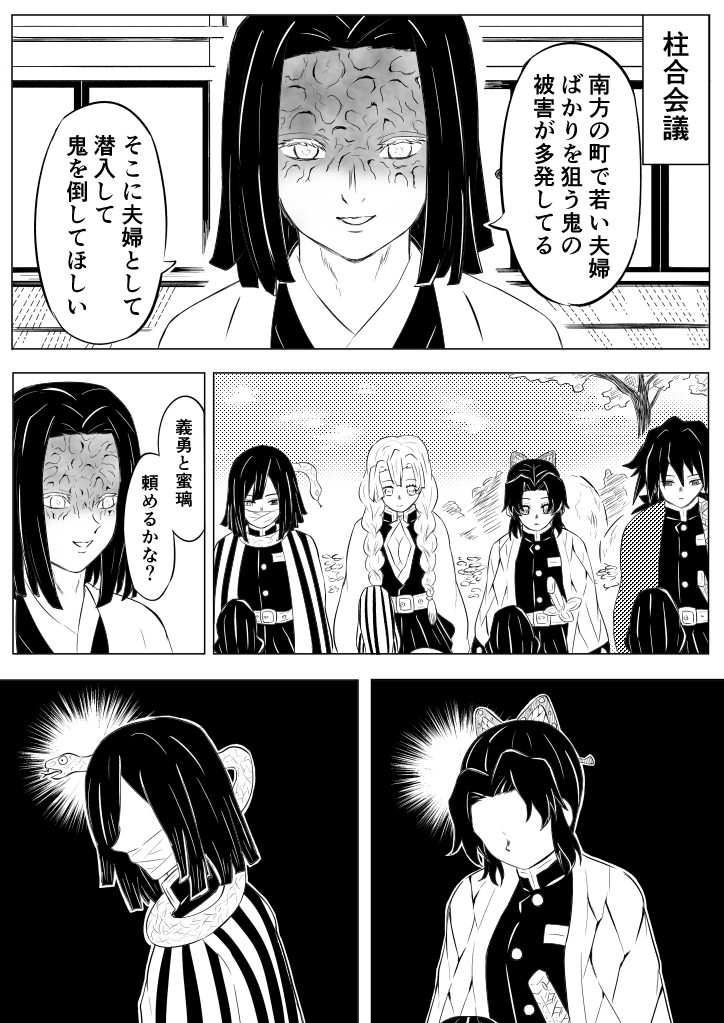 柱合会議
南方の町で若い夫婦
ばかりを狙う鬼の
被害が多発してる
そこに夫婦として
潜入して
鬼を倒してほしい
義勇と蜜璃
頼めるかな？